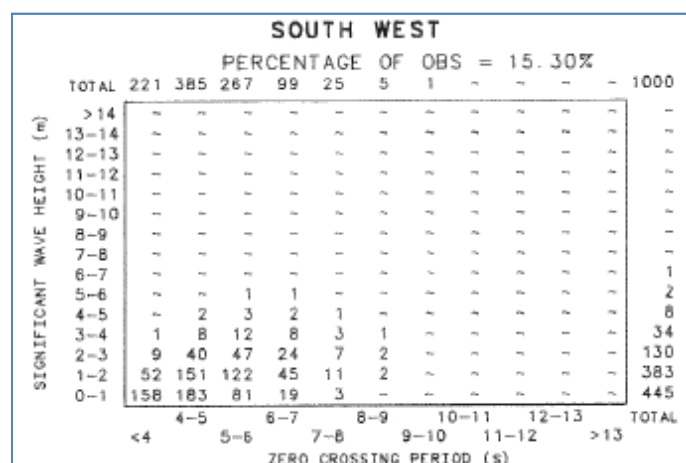 SOUTH WEST
PERCENTAGE OF OBS = 15.30%
TOTAL 221 385 267 99 25 5 1 ~ ~ ~ ~ 1000
SIGNIFICANT WAVE HEIGHT (m)
>14 ~ ~ ~ ~ ~ ~ ~ ~ ~ ~ ~ ~
13-14 ~ ~ ~ ~ ~ ~ ~ ~ ~ ~ ~ ~
12-13 ~ ~ ~ ~ ~ ~ ~ ~ ~ ~ ~ ~
11-12 ~ ~ ~ ~ ~ ~ ~ ~ ~ ~ ~ ~
10-11 ~ ~ ~ ~ ~ ~ ~ ~ ~ ~ ~ ~
9-10 ~ ~ ~ ~ ~ ~ ~ ~ ~ ~ ~ ~
8-9 ~ ~ ~ ~ ~ ~ ~ ~ ~ ~ ~ ~
7-8 ~ ~ ~ ~ ~ ~ ~ ~ ~ ~ ~ ~
6-7 ~ ~ ~ ~ ~ ~ ~ ~ ~ ~ ~ 1
5-6 ~ ~ 1 1 ~ ~ ~ ~ ~ ~ ~ 2
4-5 ~ 2 3 2 1 ~ ~ ~ ~ ~ ~ 8
3-4 1 8 12 8 3 1 ~ ~ ~ ~ ~ 34
2-3 9 40 47 24 7 2 ~ ~ ~ ~ ~ 130
1-2 52 151 122 45 11 2 ~ ~ ~ ~ ~ 383
0-1 158 183 81 19 3 ~ ~ ~ ~ ~ ~ 445
4-5 6-7 8-9 10-11 12-13 TOTAL
<4 5-6 7-8 9-10 11-12 >13
ZERO CROSSING PERIOD (s)